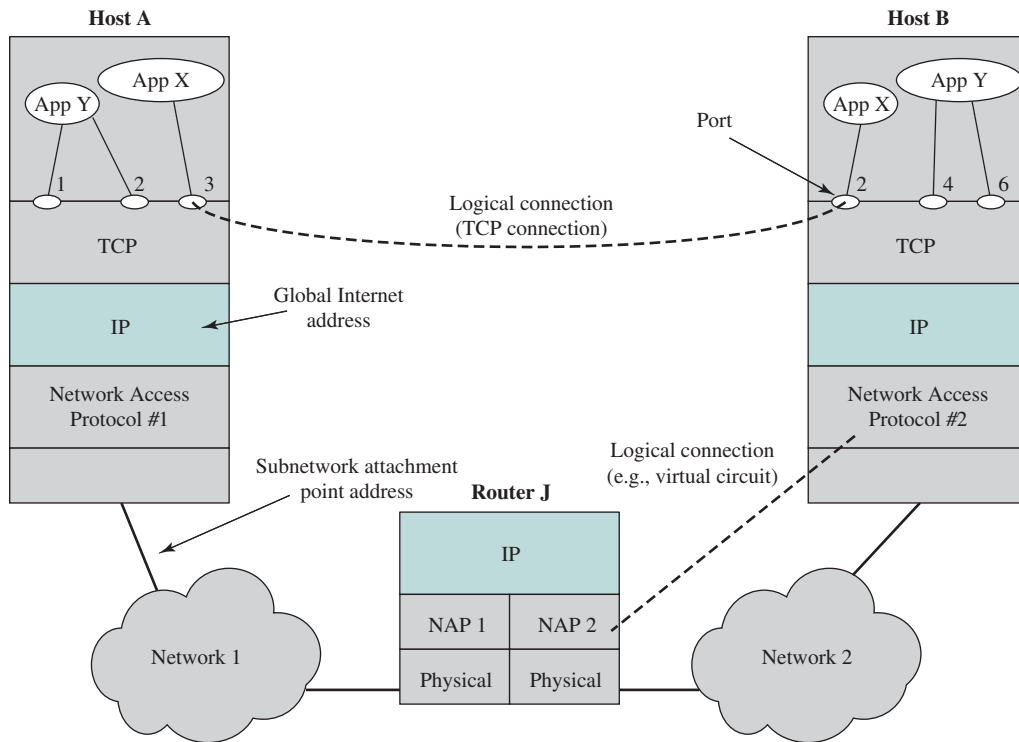 Host A
Host B
App X
App Y
App Y
App X
Port
1
2
3
2
4
6
Logical connection
(TCP connection)
TCP
TCP
Global Internet
address
IP
IP
Network Access
Protocol #1
Network Access
Protocol #2
Logical connection
(e.g., virtual circuit)
Subnetwork attachment
point address
Router J
IP
NAP 1
NAP 2
Network 1
Network 2
Physical
Physical